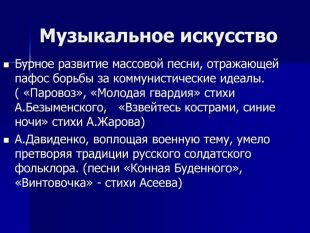 Музыкальное искусство
Бурное развитие массовой песни, отражающей
пафос борьбы за коммунистические идеалы.
( «Паровоз», «Молодая гвардия» стихи
А.Безыменского, «Взвейтесь кострами, синие
ночи» стихи А.Жарова)
А.Давиденко, воплощая военную тему, умело
претворяя традиции русского солдатского
фольклора. (песни «Конная Буденного»,
«Винтовочка» - стихи Асеева)